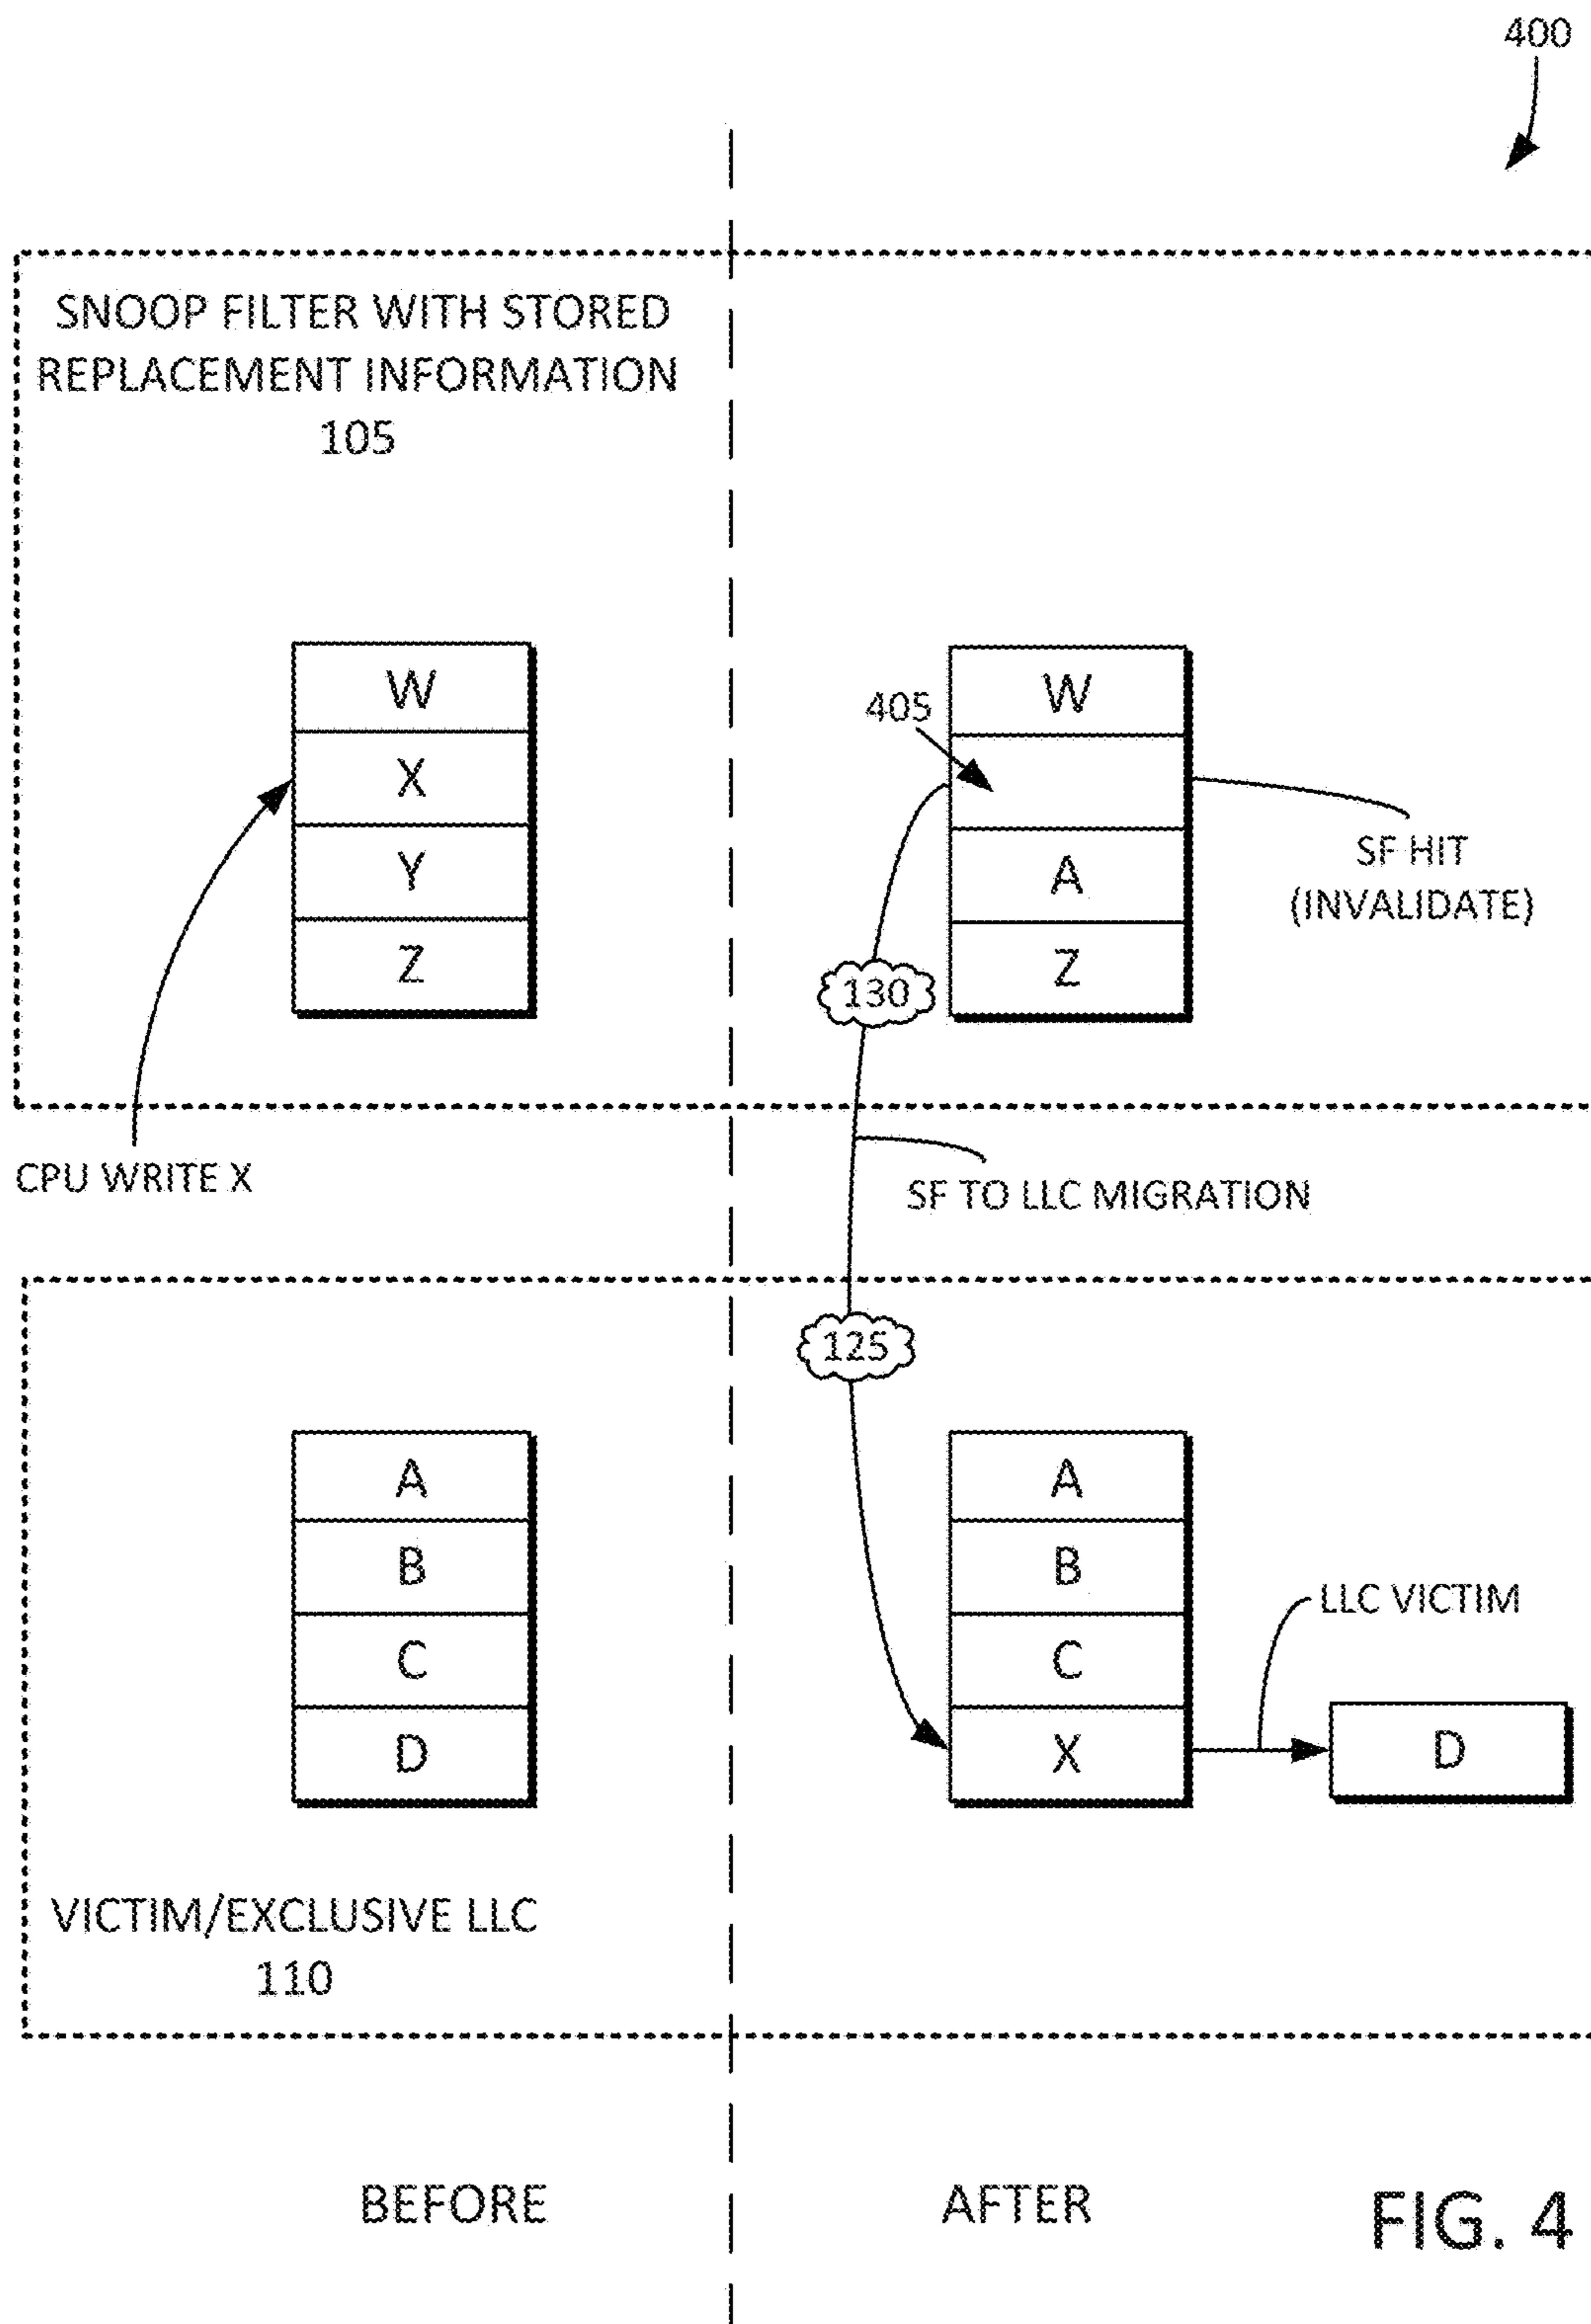 400
SNOOP FILTER WITH STORED
REPLACEMENT INFORMATION
105
W
X
Y
Z
CPU WRITE X
405
W
A
Z
SF HIT
(INVALIDATE)
130
SF TO LLC MIGRATION
125
A
B
C
D
VICTIM/EXCLUSIVE LLC
110
A
B
C
X
LLC VICTIM
D
BEFORE
AFTER
FIG. 4